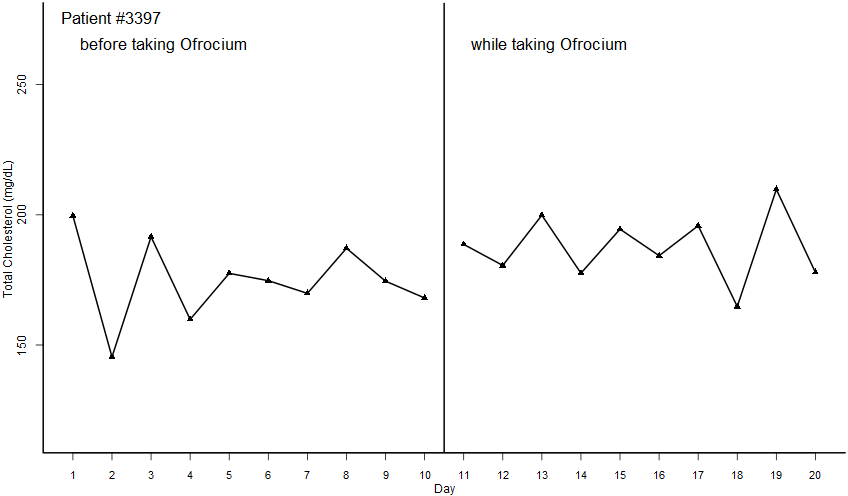 Patient #3397
before taking Ofrocium
while taking Ofrocium
Total Cholesterol (mg/dL)
250
200
150
1 2 3 4 5 6 7 8 9 10 11 12 13 14 15 16 17 18 19 20
Day